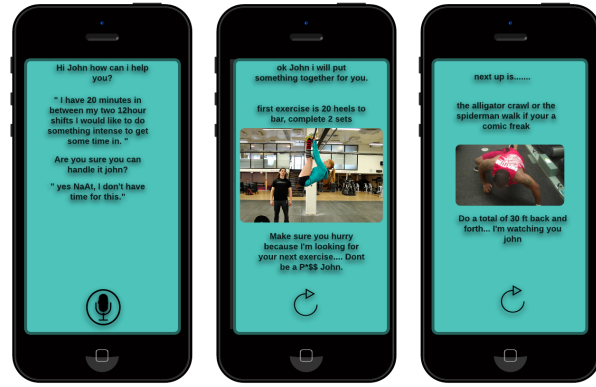 Hi John how can i help
you?
" I have 20 minutes in
between my two 12hour
shifts I would like to do
something intense to get
some time in. "
Are you sure you can
handle it john?
" yes NaAt, I don't have
time for this."
ok John i will put
something together for you.
first exercise is 20 heels to
bar, complete 2 sets
Make sure you hurry
because I'm looking for
your next exercise.... Dont
be a P*$$ John.
next up is.......
the alligator crawl or the
spiderman walk if your a
comic freak
Do a total of 30 ft back and
forth... I'm watching you
john